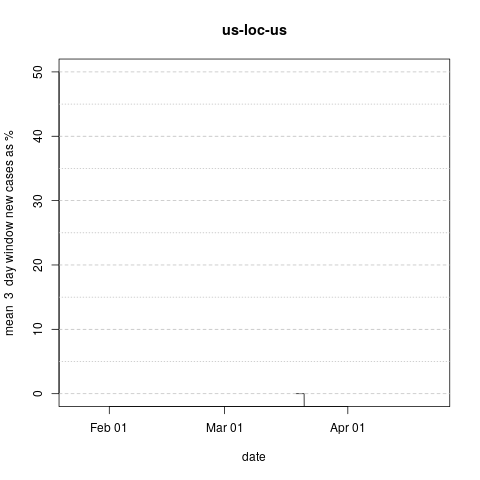 us-loc-us
50
40
30
20
10
0
mean 3 day window new cases as %
Feb 01
Mar 01
Apr 01
date